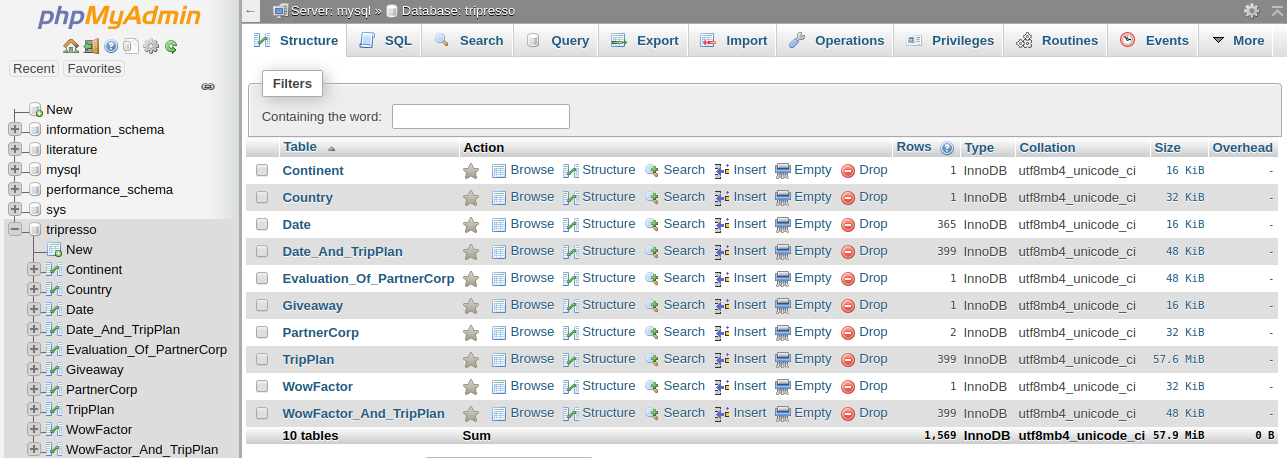 phpMyAdmin
Recent Favorites
New
information_schema
literature
mysql
performance_schema
sys
tripresso
New
Continent
Country
Date
Date_And_TripPlan
Evaluation_Of_PartnerCorp
Giveaway
PartnerCorp
TripPlan
WowFactor
WowFactor_And_TripPlan
Server: mysql » Database: tripresso
Structure SQL Search Query Export Import Operations Privileges Routines Events More
Filters
Containing the word:
Table Action Rows Type Collation Size Overhead
Continent Browse Structure Search Insert Empty Drop 1 InnoDB utf8mb4_unicode_ci 16 KiB -
Country Browse Structure Search Insert Empty Drop 1 InnoDB utf8mb4_unicode_ci 32 KiB -
Date Browse Structure Search Insert Empty Drop 365 InnoDB utf8mb4_unicode_ci 16 KiB -
Date_And_TripPlan Browse Structure Search Insert Empty Drop 399 InnoDB utf8mb4_unicode_ci 48 KiB -
Evaluation_Of_PartnerCorp Browse Structure Search Insert Empty Drop 1 InnoDB utf8mb4_unicode_ci 48 KiB -
Giveaway Browse Structure Search Insert Empty Drop 1 InnoDB utf8mb4_unicode_ci 16 KiB -
PartnerCorp Browse Structure Search Insert Empty Drop 2 InnoDB utf8mb4_unicode_ci 32 KiB -
TripPlan Browse Structure Search Insert Empty Drop 399 InnoDB utf8mb4_unicode_ci 57.6 MiB -
WowFactor Browse Structure Search Insert Empty Drop 1 InnoDB utf8mb4_unicode_ci 32 KiB -
WowFactor_And_TripPlan Browse Structure Search Insert Empty Drop 399 InnoDB utf8mb4_unicode_ci 48 KiB -
10 tables Sum 1,569 InnoDB utf8mb4_unicode_ci 57.9 MiB 0 B